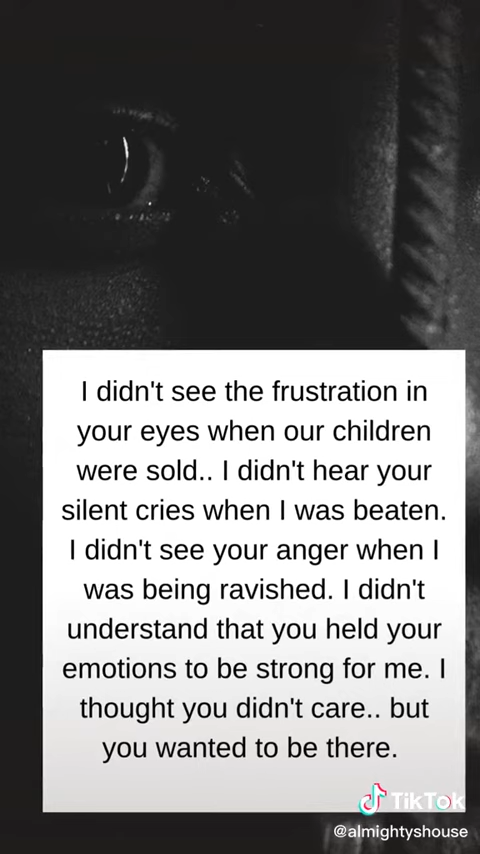 I didn't see the frustration in
your eyes when our children
were sold.. I didn't hear your
silent cries when I was beaten.
I didn't see your anger when I
was being ravished. I didn't
understand that you held your
emotions to be strong for me. I
thought you didn't care.. but
you wanted to be there.
TikTok
@almightyshouse